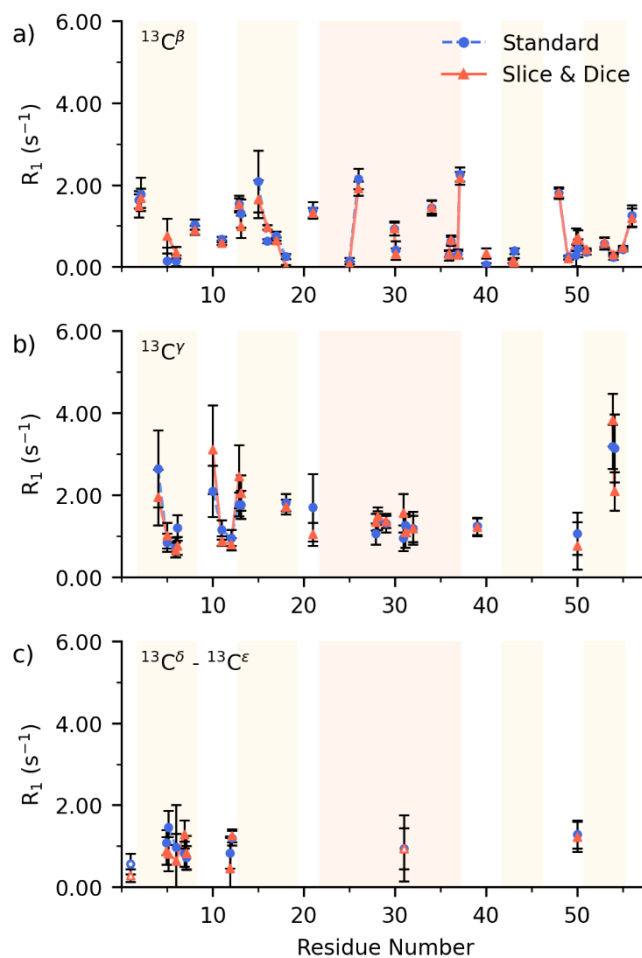 a)
¹³Cᵝ
Standard
Slice & Dice
R₁ (s⁻¹)
6.00
4.00
2.00
0.00
10
20
30
40
50
b)
¹³Cᵞ
R₁ (s⁻¹)
6.00
4.00
2.00
0.00
10
20
30
40
50
c)
¹³Cᵟ - ¹³Cᵋ
R₁ (s⁻¹)
6.00
4.00
2.00
0.00
10
20
30
40
50
Residue Number